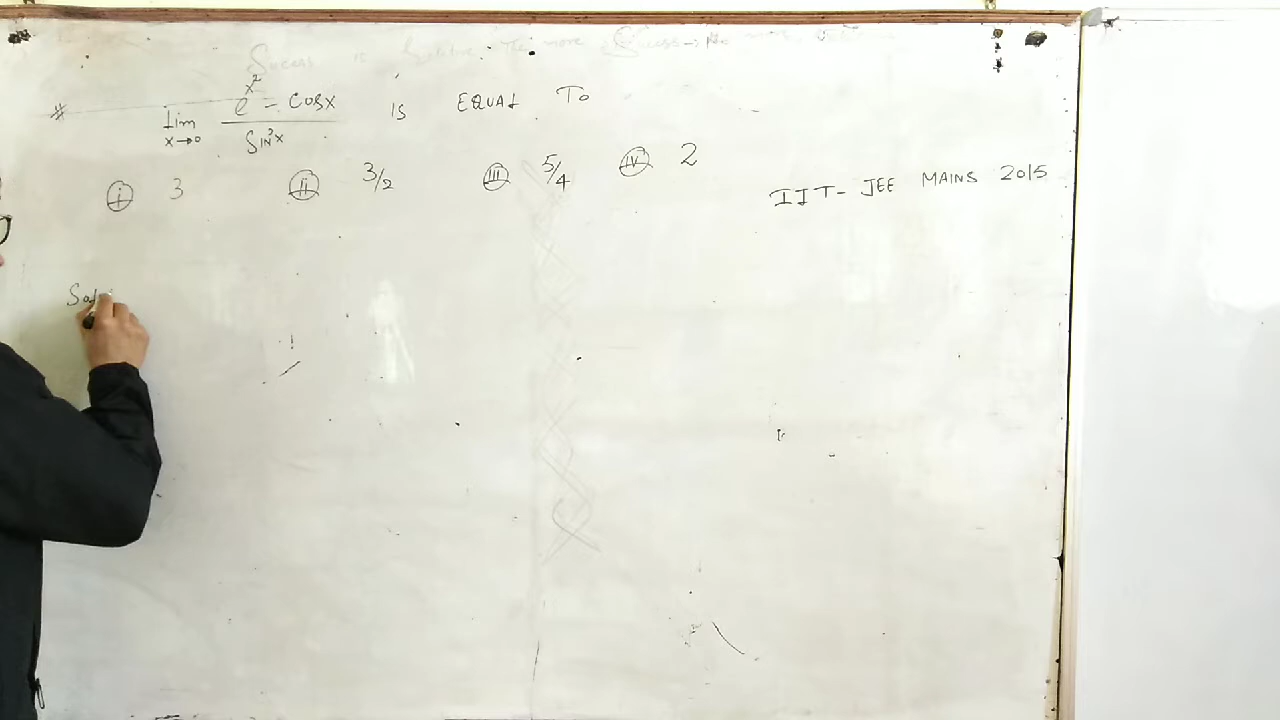 # lim x→0 (e^x² - cosx)/(Sin²x) is EQUAL To
(i) 3 (ii) 3/2 (III) 5/4 (IV) 2
IIT- JEE MAINS 2015